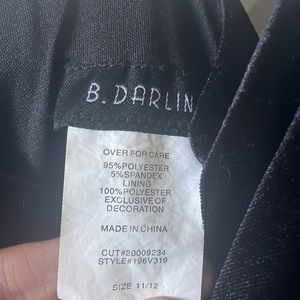 B. DARLIN
OVER FOR CARE
95%POLYESTER
5%SPANDEX
LINING
100%POLYESTER
EXCLUSIVE OF
DECORATION
MADE IN CHINA
CUT#20009234
STYLE#196V319
SIZE: 11/12